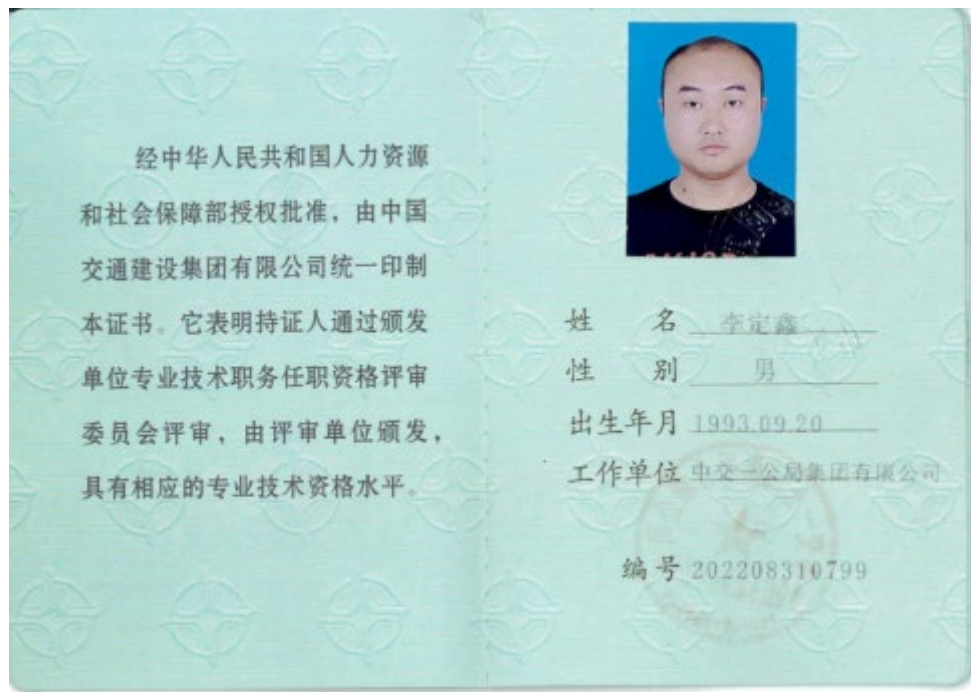 经中华人民共和国人力资源
和社会保障部授权批准，由中国
交通建设集团有限公司统一印制
本证书。它表明持证人通过颁发
单位专业技术职务任职资格评审
委员会评审，由评审单位颁发，
具有相应的专业技术资格水平。
姓 名 李定鑫
性 别 男
出生年月 1993.09.20
工作单位 中交一公局集团有限公司
编号 202208310799